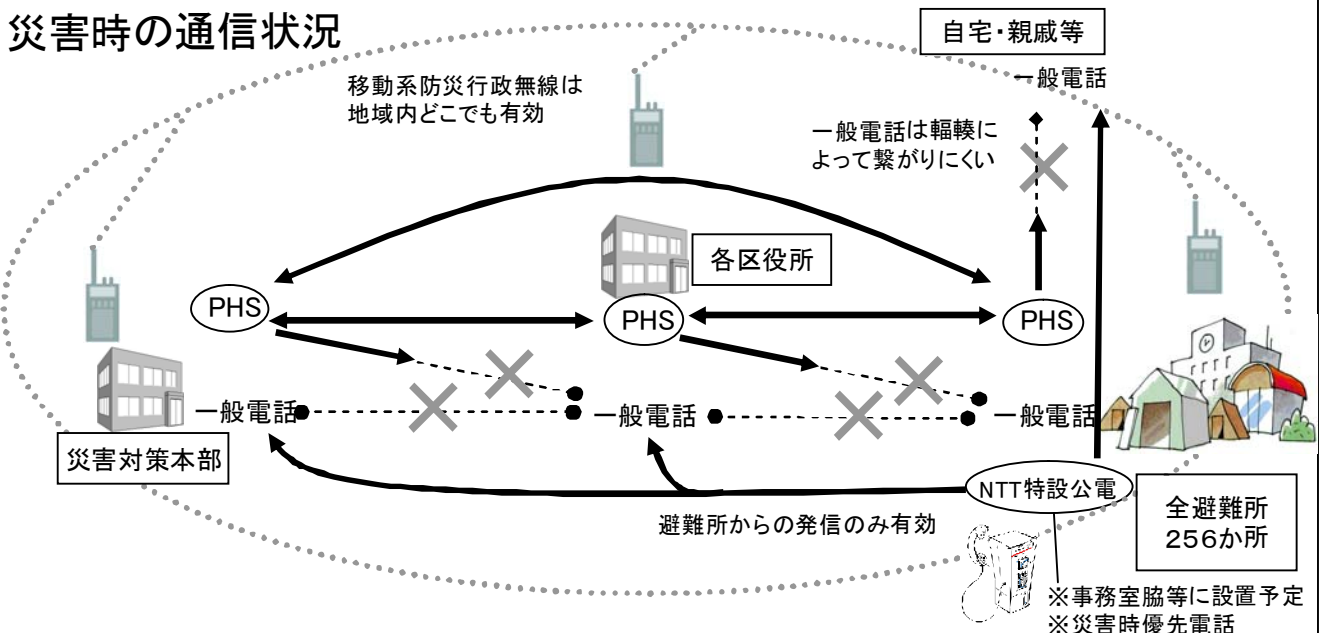 災害時の通信状況
自宅・親戚等
一般電話
移動系防災行政無線は
地域内どこでも有効
一般電話は輻輳に
よって繋がりにくい
各区役所
PHS
PHS
PHS
一般電話
一般電話
一般電話
災害対策本部
NTT特設公電
避難所からの発信のみ有効
全避難所
256か所
※事務室脇等に設置予定
※災害時優先電話